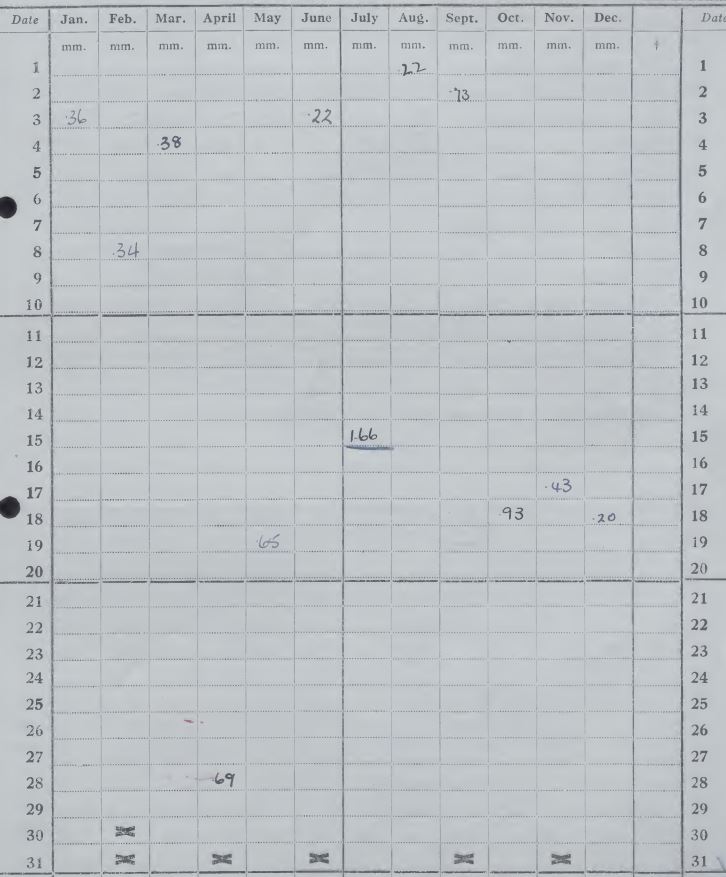 Date Jan. Feb. Mar. April May June July Aug. Sept. Oct. Nov. Dec. Date
mm. mm. mm. mm. mm. mm. mm. mm. mm. mm. mm. mm.
1 .22 1
2 .73 2
3 .36 .22 3
4 .38 4
5 5
6 6
7 7
8 .34 8
9 9
10 10
11 11
12 12
13 13
14 14
15 1.66 15
16 16
17 .43 17
18 .93 .20 18
19 .65 19
20 20
21 21
22 22
23 23
24 24
25 25
26 26
27 27
28 .69 28
29 29
30 30
31 31